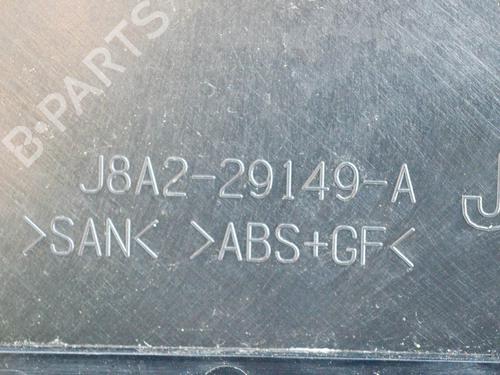 B-PARTS
J8A2-29149-A
>SAN< >ABS+GF<
J